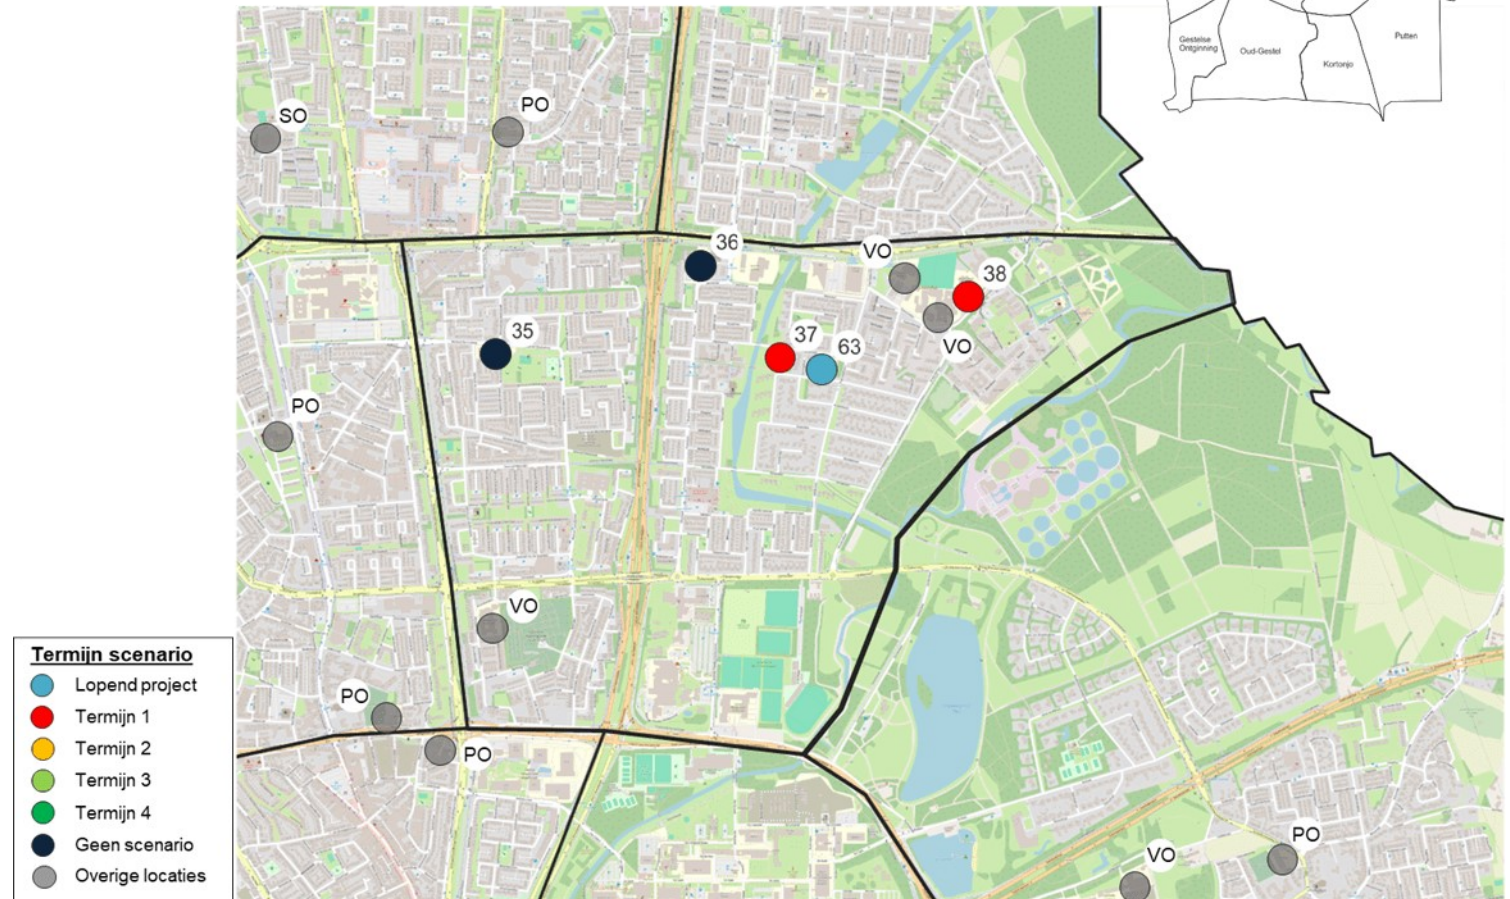 Gestelse
Ontginning
Oud-Gestel
Kortonjo
Putten
SO
PO
36
VO
38
35
37
63
VO
PO
VO
PO
PO
VO
PO
Termijn scenario
Lopend project
Termijn 1
Termijn 2
Termijn 3
Termijn 4
Geen scenario
Overige locaties